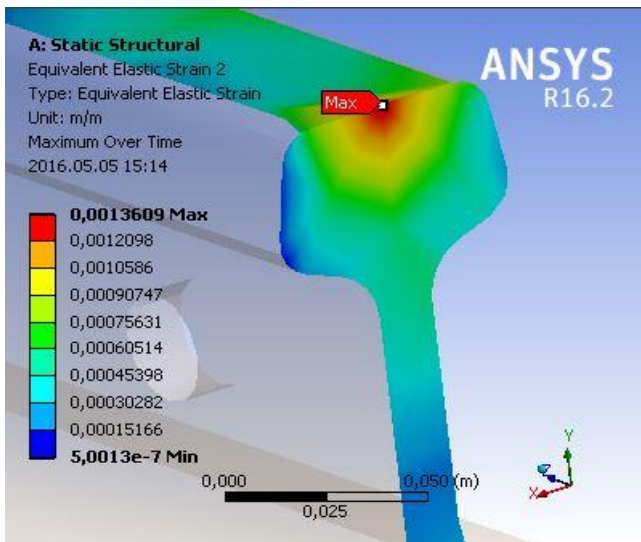 A: Static Structural
Equivalent Elastic Strain 2
Type: Equivalent Elastic Strain
Unit: m/m
Maximum Over Time
2016.05.05 15:14
ANSYS
R16.2
Max
0,0013609 Max
0,0012098
0,0010586
0,00090747
0,00075631
0,00060514
0,00045398
0,00030282
0,00015166
5,0013e-7 Min
0,000
0,050 (m)
0,025
Y
X